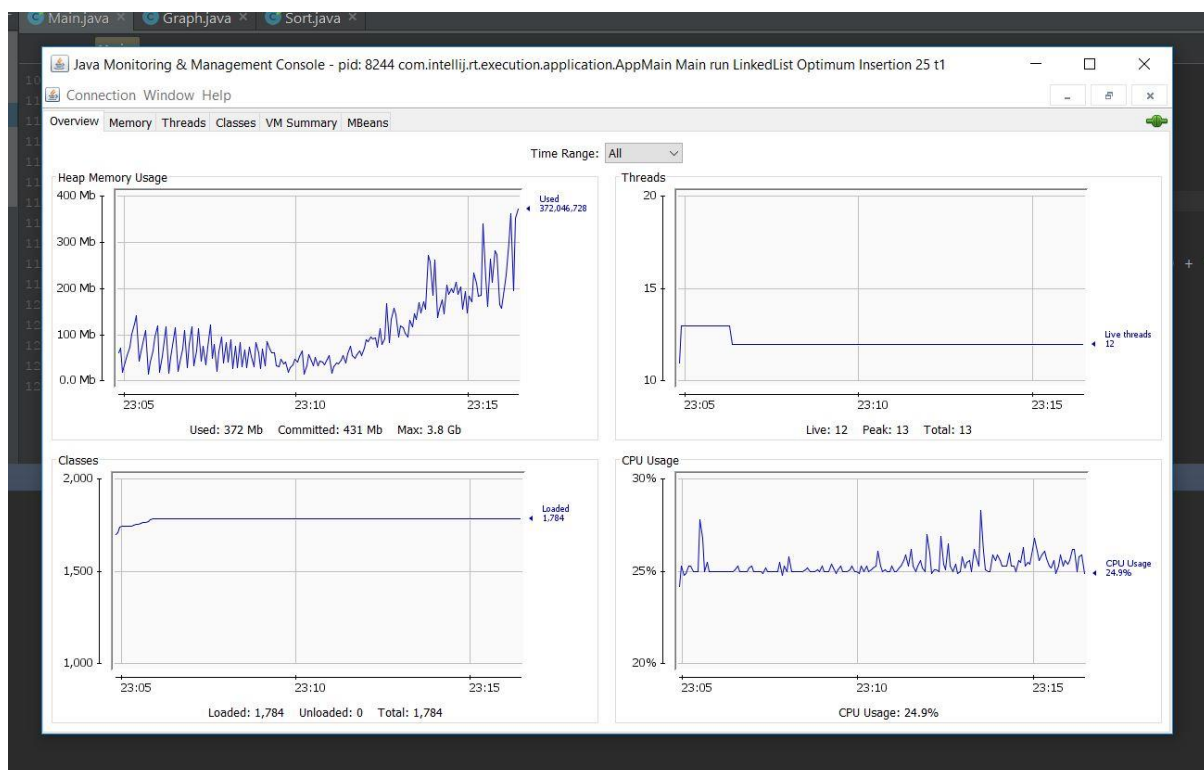 Main.java × Graph.java × Sort.java ×
Java Monitoring & Management Console - pid: 8244 com.intellij.rt.execution.application.AppMain Main run LinkedList Optimum Insertion 25 t1
Connection Window Help
Overview Memory Threads Classes VM Summary MBeans
Time Range: All
Heap Memory Usage
400 Mb
300 Mb
200 Mb
100 Mb
0.0 Mb
Used
372,046,728
23:05 23:10 23:15
Used: 372 Mb Committed: 431 Mb Max: 3.8 Gb
Threads
20
15
10
Live threads
12
23:05 23:10 23:15
Live: 12 Peak: 13 Total: 13
Classes
2,000
1,500
1,000
Loaded
1,784
23:05 23:10 23:15
Loaded: 1,784 Unloaded: 0 Total: 1,784
CPU Usage
30%
25%
20%
CPU Usage
24.9%
23:05 23:10 23:15
CPU Usage: 24.9%
+